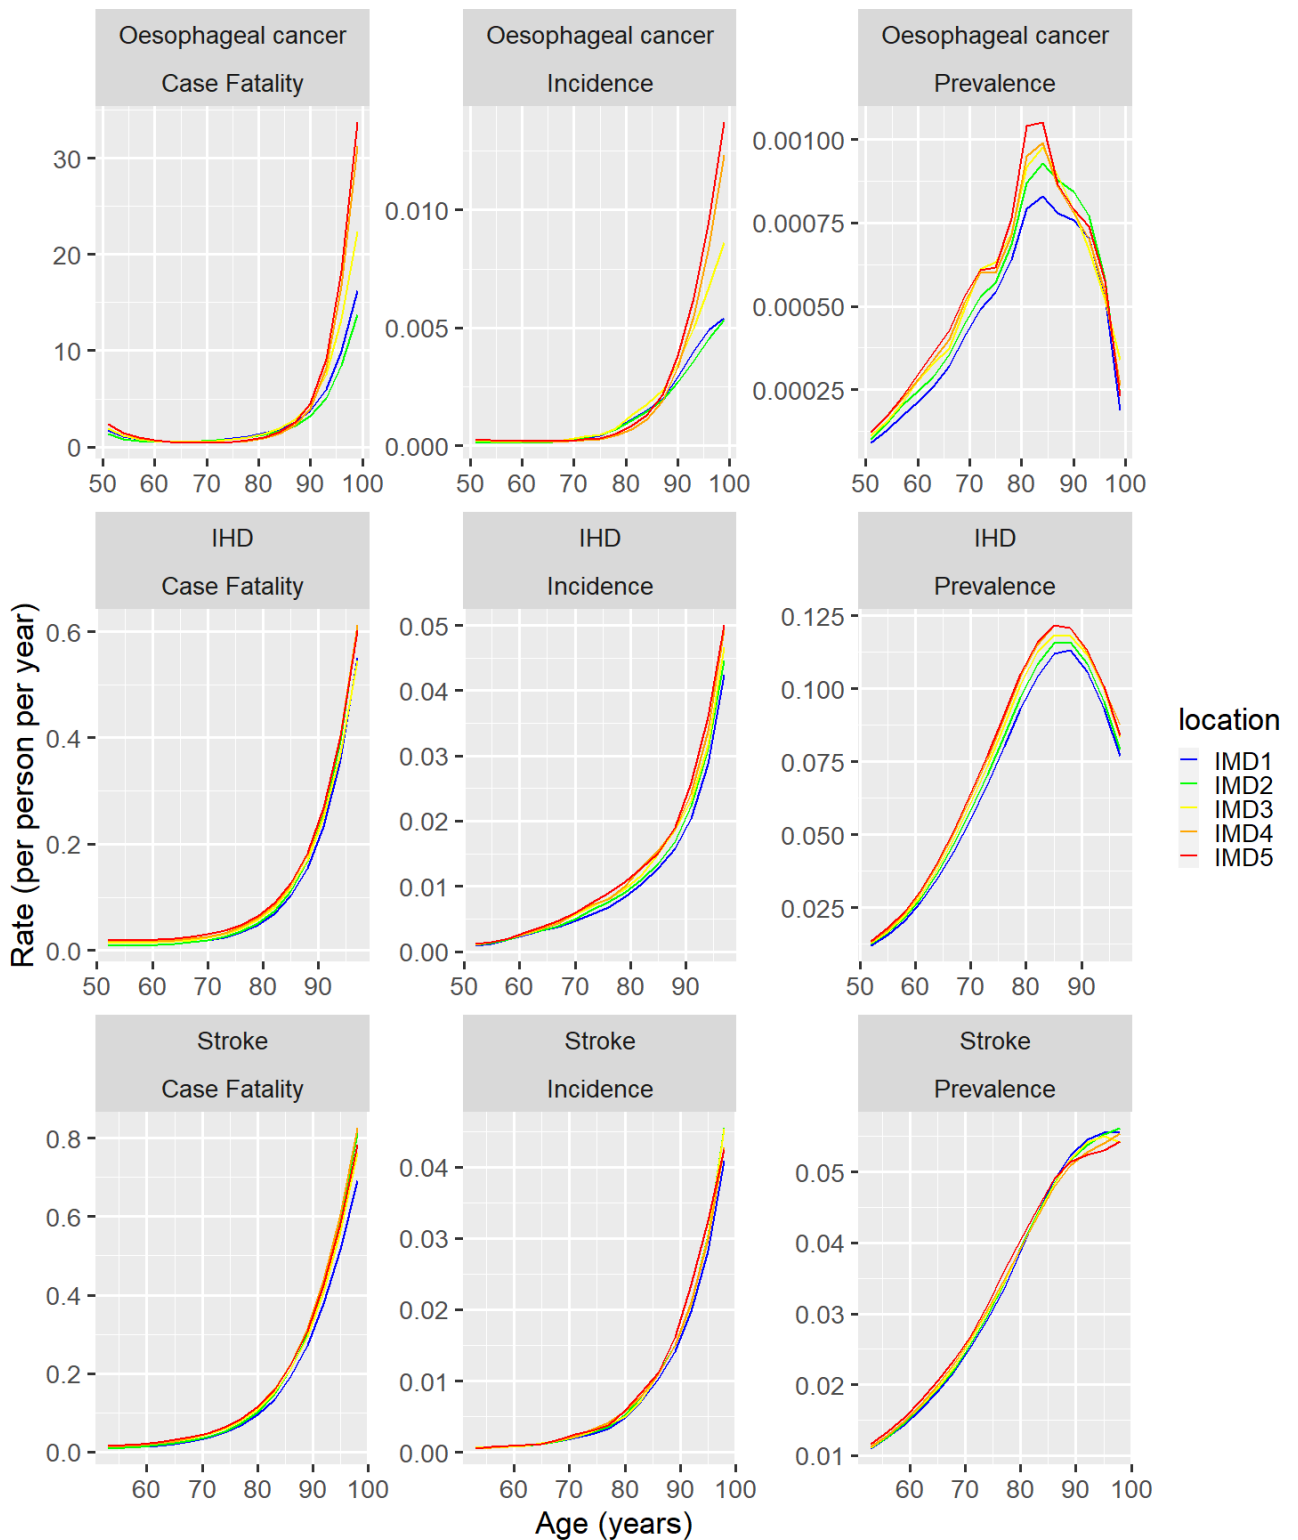 Oesophageal cancer
Case Fatality
Oesophageal cancer
Incidence
Oesophageal cancer
Prevalence
30
20
10
0
50 60 70 80 90 100
0.010
0.005
0.000
50 60 70 80 90 100
0.00100
0.00075
0.00050
0.00025
50 60 70 80 90 100
IHD
Case Fatality
IHD
Incidence
IHD
Prevalence
0.6
0.4
0.2
0.0
50 60 70 80 90
0.05
0.04
0.03
0.02
0.01
0.00
50 60 70 80 90
0.125
0.100
0.075
0.050
0.025
50 60 70 80 90
Stroke
Case Fatality
Stroke
Incidence
Stroke
Prevalence
0.8
0.6
0.4
0.2
0.0
60 70 80 90 100
0.04
0.03
0.02
0.01
0.00
60 70 80 90 100
0.05
0.04
0.03
0.02
0.01
60 70 80 90 100
Rate (per person per year)
Age (years)
location
IMD1
IMD2
IMD3
IMD4
IMD5